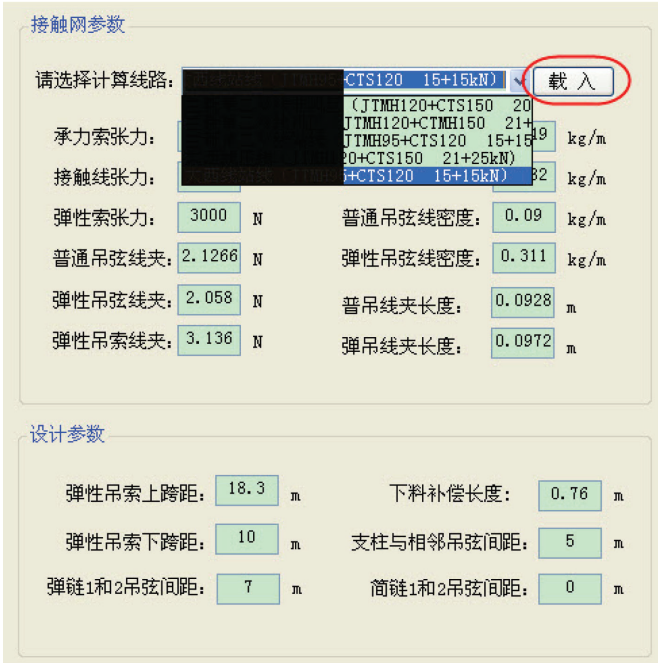 接触网参数
请选择计算线路: +CTS120 15+15kN) 载 入
(JTMH120+CTS150 20
承力索张力: JTMH120+CTMH150 21+ kg/m
JTMH95+CTS120 15+15
+CTS150 21+25kN)
接触线张力: +CTS120 15+15kN) kg/m
弹性索张力: 3000 N 普通吊弦线密度: 0.09 kg/m
普通吊弦线夹: 2.1266 N 弹性吊弦线密度: 0.311 kg/m
弹性吊弦线夹: 2.058 N 普吊线夹长度: 0.0928 m
弹性吊索线夹: 3.136 N 弹吊线夹长度: 0.0972 m
设计参数
弹性吊索上跨距: 18.3 m 下料补偿长度: 0.76 m
弹性吊索下跨距: 10 m 支柱与相邻吊弦间距: 5 m
弹链1和2吊弦间距: 7 m 简链1和2吊弦间距: 0 m